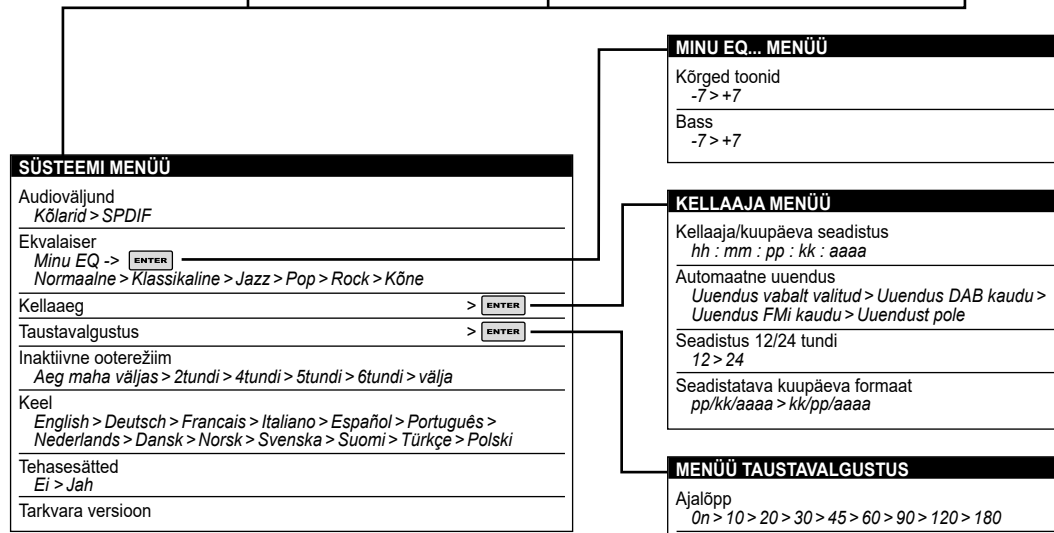 SÜSTEEMI MENÜÜ
Audioväljund
Kõlarid > SPDIF
Ekvalaiser
Minu EQ -> ENTER
Normaalne > Klassikaline > Jazz > Pop > Rock > Kõne
Kellaaeg > ENTER
Taustavalgustus > ENTER
Inaktiivne ooterežiim
Aeg maha väljas > 2tundi > 4tundi > 5tundi > 6tundi > välja
Keel
English > Deutsch > Francais > Italiano > Español > Português >
Nederlands > Dansk > Norsk > Svenska > Suomi > Türkçe > Polski
Tehasesätted
Ei > Jah
Tarkvara versioon
MINU EQ... MENÜÜ
Kõrged toonid
-7 > +7
Bass
-7 > +7
KELLAAJA MENÜÜ
Kellaaja/kuupäeva seadistus
hh : mm : pp : kk : aaaa
Automaatne uuendus
Uuendus vabalt valitud > Uuendus DAB kaudu >
Uuendus FMi kaudu > Uuendust pole
Seadistus 12/24 tundi
12 > 24
Seadistatava kuupäeva formaat
pp/kk/aaaa > kk/pp/aaaa
MENÜÜ TAUSTAVALGUSTUS
Ajalõpp
0n > 10 > 20 > 30 > 45 > 60 > 90 > 120 > 180